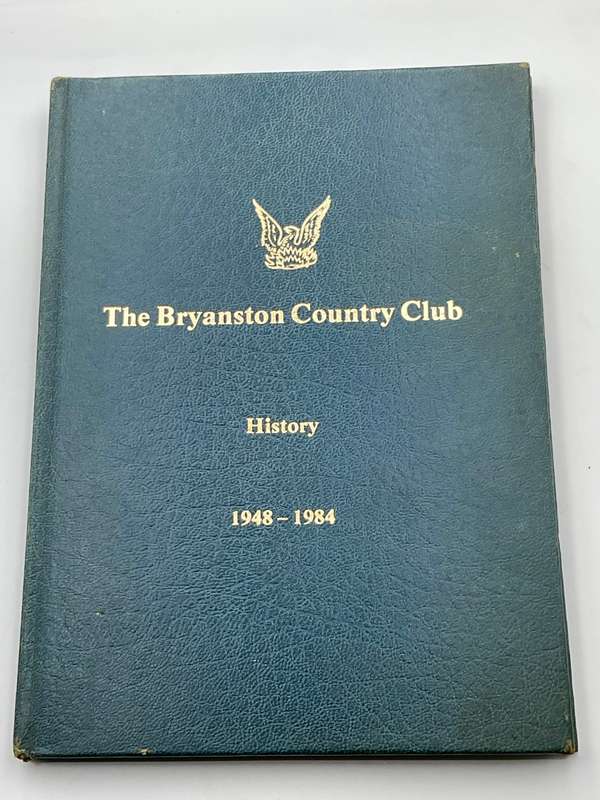 The Bryanston Country Club
History
1948 – 1984